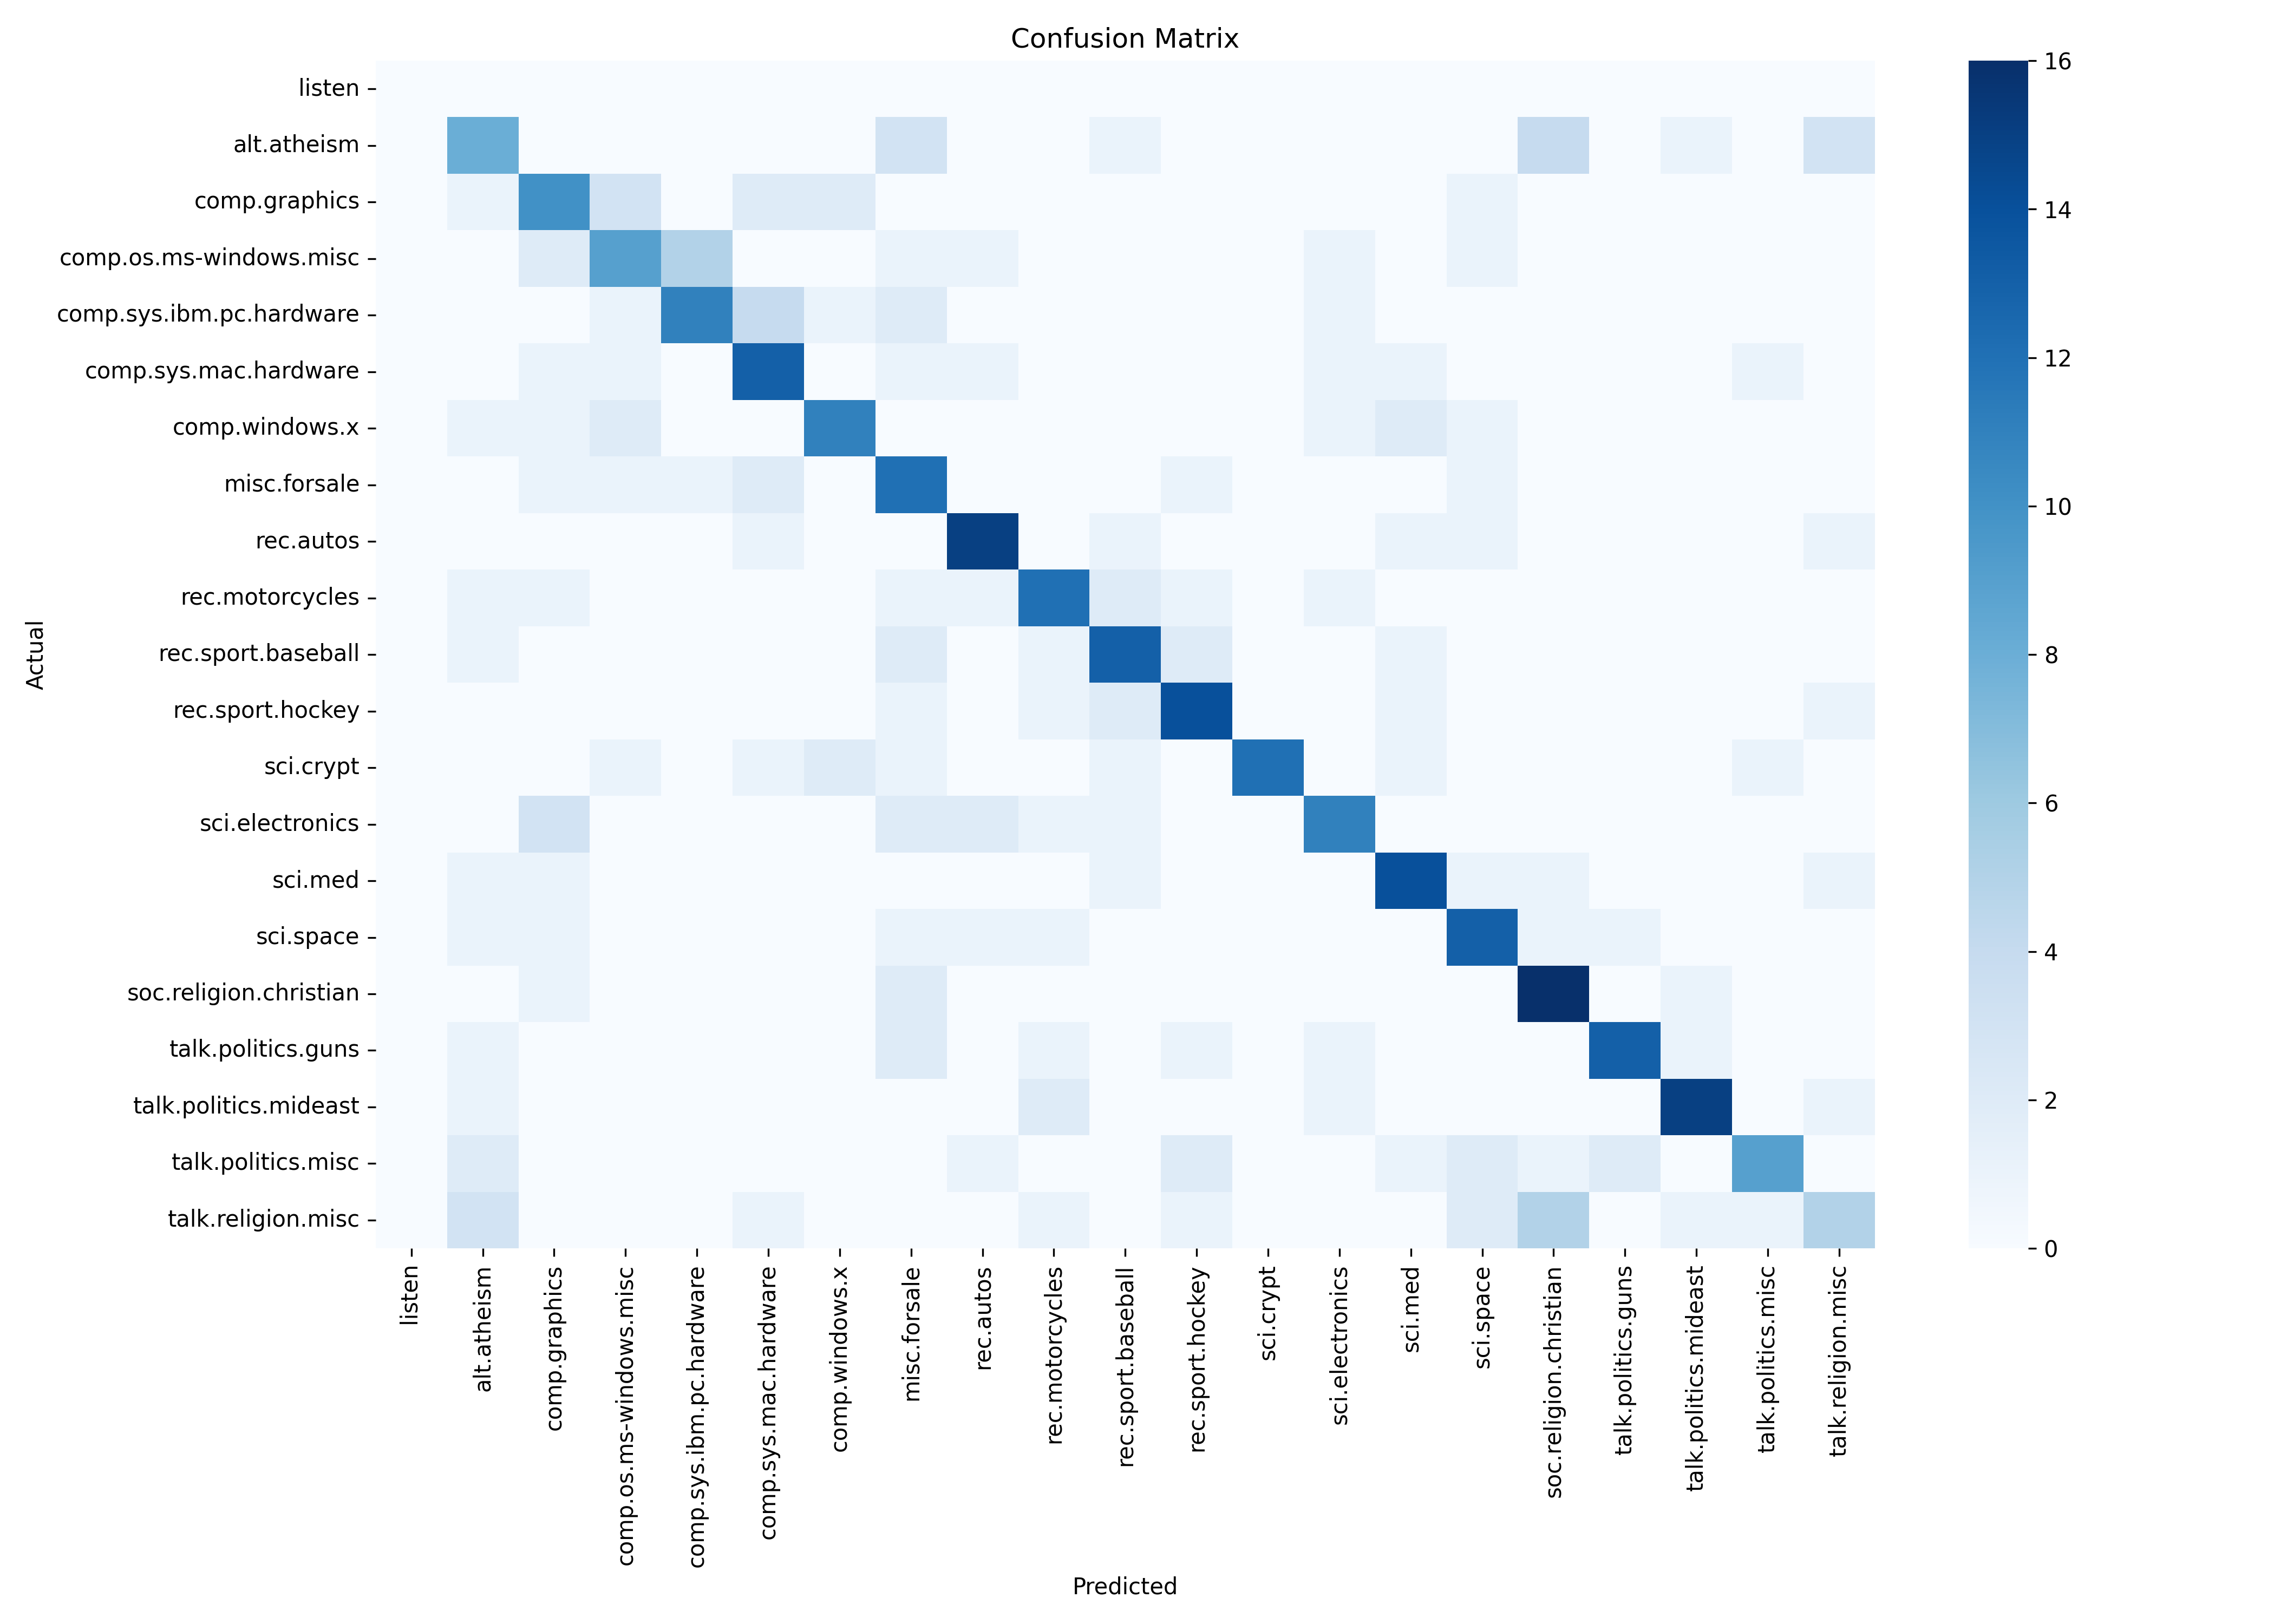 Confusion Matrix
listen
alt.atheism
comp.graphics
comp.os.ms-windows.misc
comp.sys.ibm.pc.hardware
comp.sys.mac.hardware
comp.windows.x
misc.forsale
rec.autos
rec.motorcycles
rec.sport.baseball
rec.sport.hockey
sci.crypt
sci.electronics
sci.med
sci.space
soc.religion.christian
talk.politics.guns
talk.politics.mideast
talk.politics.misc
talk.religion.misc
Actual
listen
alt.atheism
comp.graphics
comp.os.ms-windows.misc
comp.sys.ibm.pc.hardware
comp.sys.mac.hardware
comp.windows.x
misc.forsale
rec.autos
rec.motorcycles
rec.sport.baseball
rec.sport.hockey
sci.crypt
sci.electronics
sci.med
sci.space
soc.religion.christian
talk.politics.guns
talk.politics.mideast
talk.politics.misc
talk.religion.misc
Predicted
16
14
12
10
8
6
4
2
0